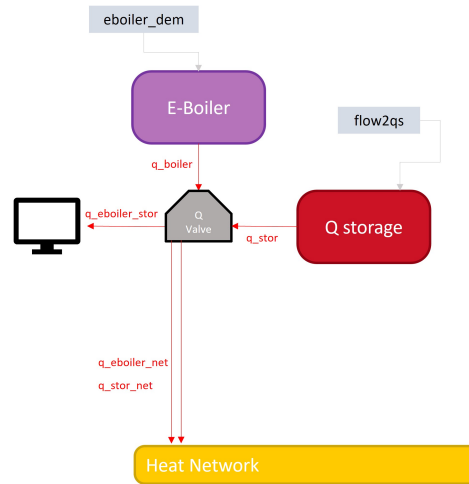 eboiler_dem
E-Boiler
flow2qs
q_boiler
q_eboiler_stor
Q
Valve
q_stor
Q storage
q_eboiler_net
q_stor_net
Heat Network